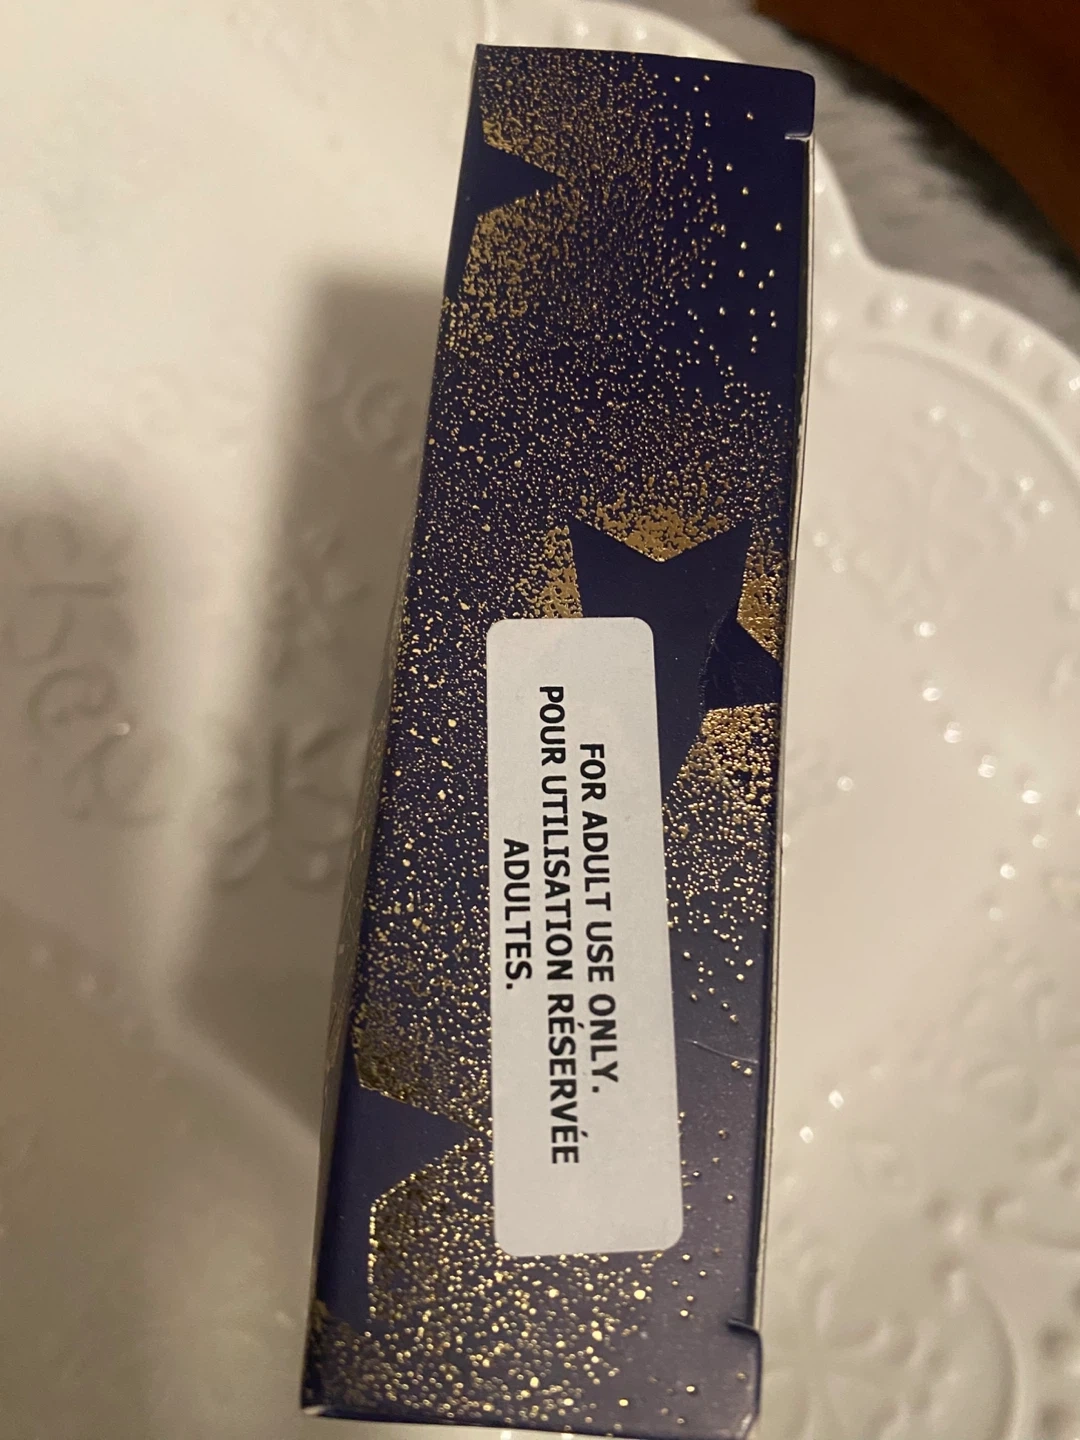 FOR ADULT USE ONLY.
POUR UTILISATION RÉSERVÉE
ADULTES.